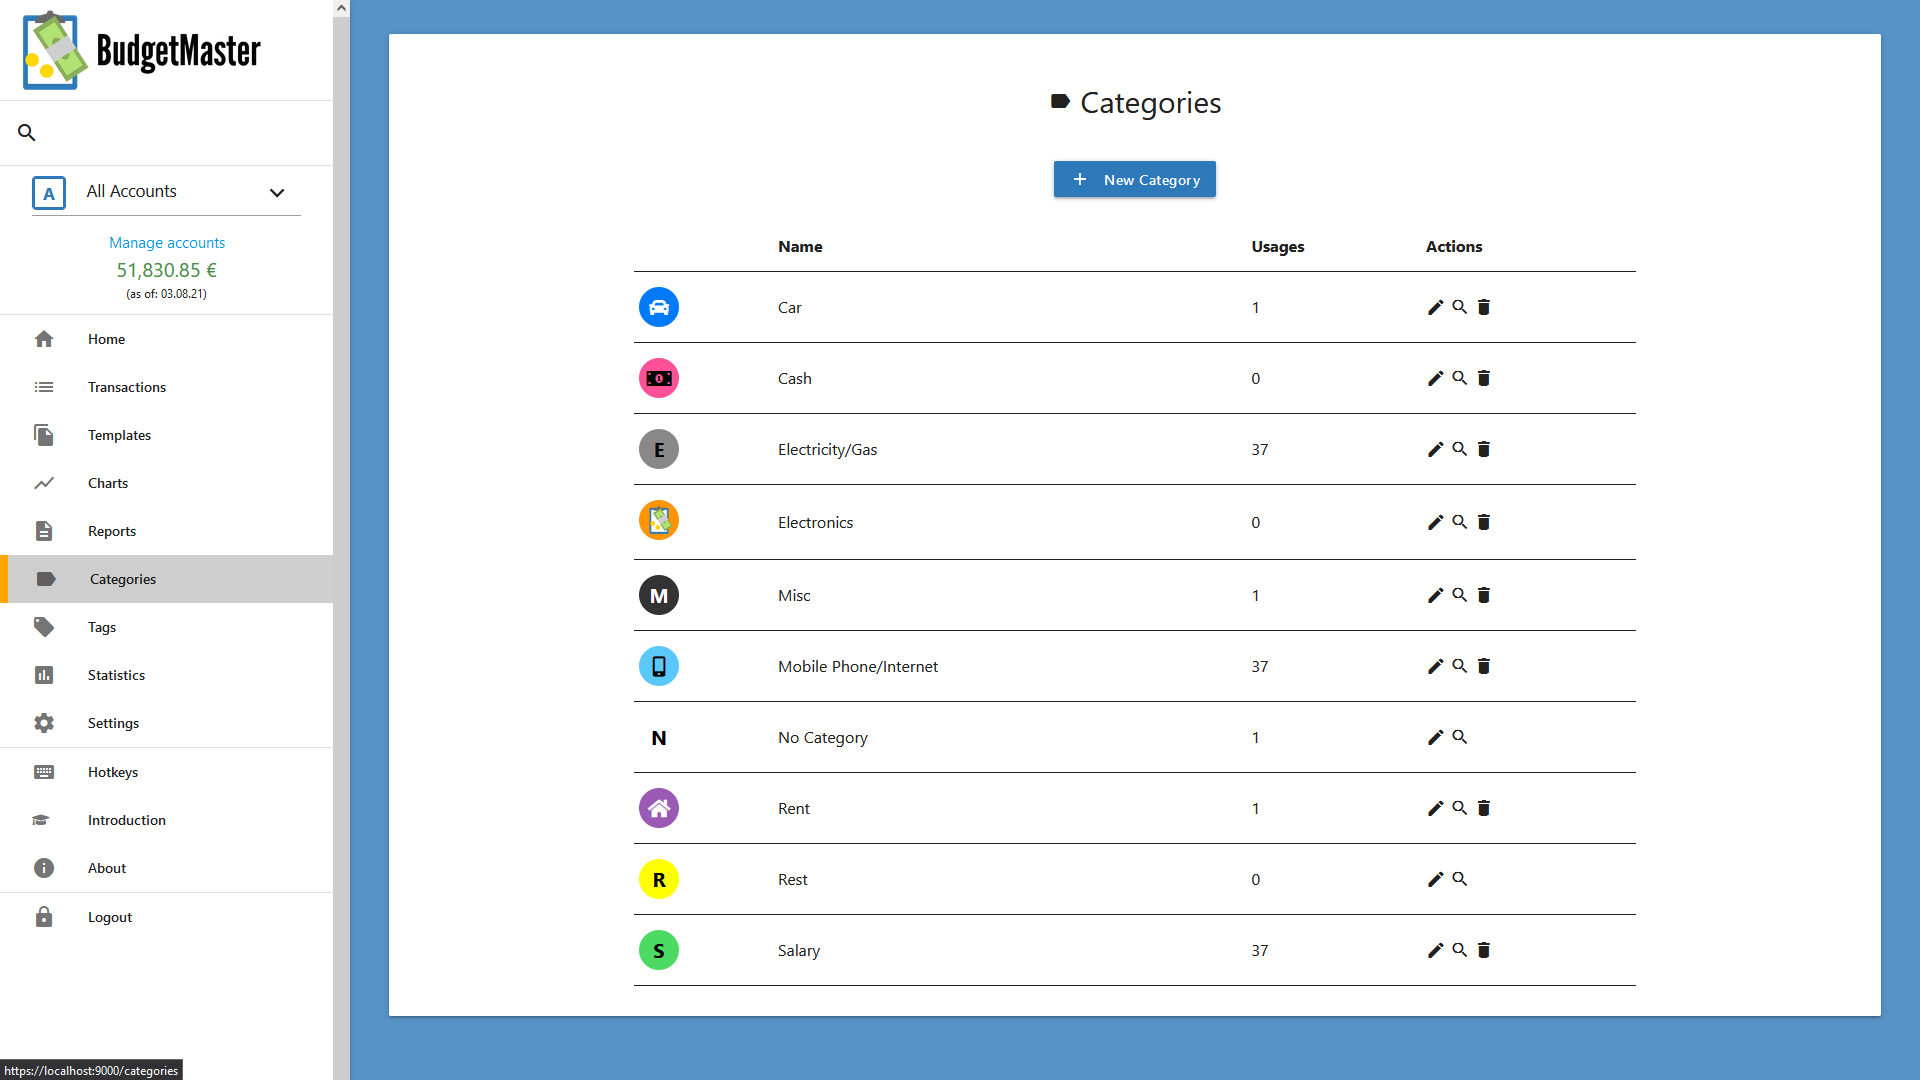 BudgetMaster
A All Accounts
Manage accounts
51,830.85 €
(as of: 03.08.21)
Home
Transactions
Templates
Charts
Reports
Categories
Tags
Statistics
Settings
Hotkeys
Introduction
About
Logout
https://localhost:9000/categories
Categories
New Category
Name Usages Actions
Car 1
1 Cash 0
E Electricity/Gas 37
Electronics 0
M Misc 1
Mobile Phone/Internet 37
N No Category 1
Rent 1
R Rest 0
S Salary 37